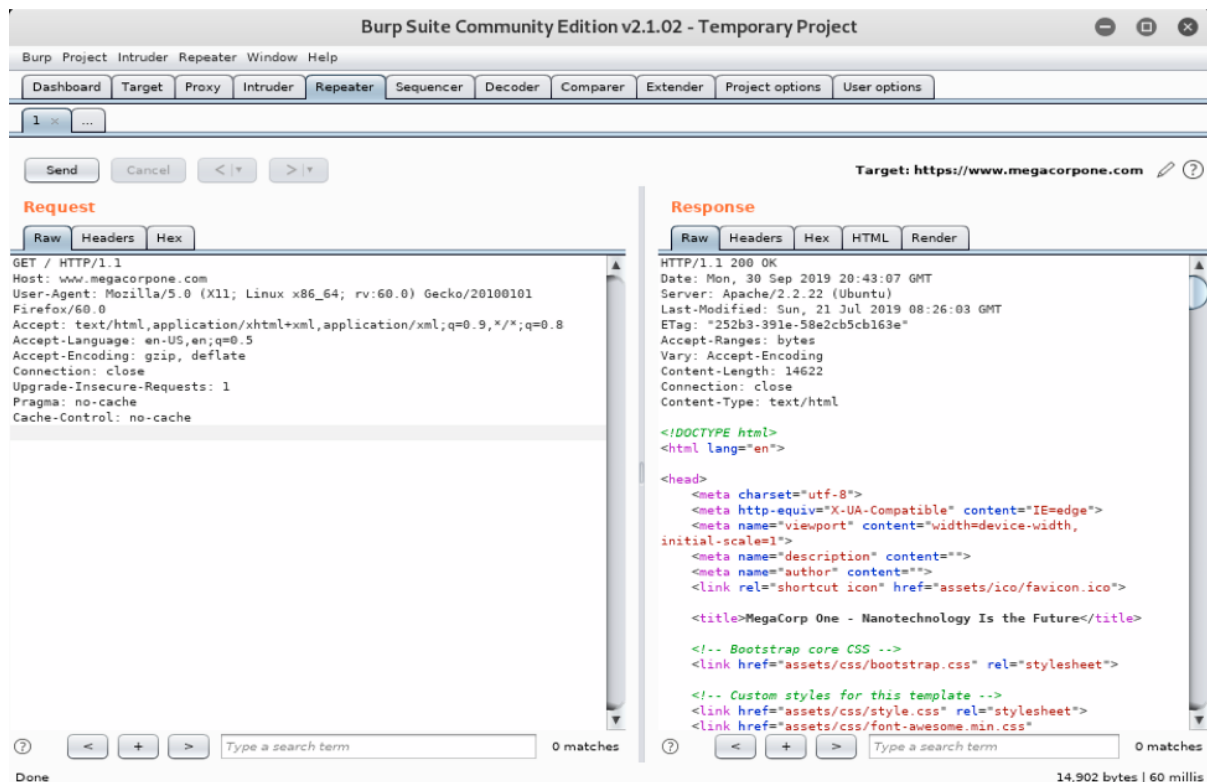 Burp Suite Community Edition v2.1.02 - Temporary Project
Burp Project Intruder Repeater Window Help
Dashboard Target Proxy Intruder Repeater Sequencer Decoder Comparer Extender Project options User options
1 × ...
Send Cancel < | ▼ > | ▼ Target: https://www.megacorpone.com ?
Request
Raw Headers Hex
GET / HTTP/1.1
Host: www.megacorpone.com
User-Agent: Mozilla/5.0 (X11; Linux x86_64; rv:60.0) Gecko/20100101
Firefox/60.0
Accept: text/html,application/xhtml+xml,application/xml;q=0.9,*/*;q=0.8
Accept-Language: en-US,en;q=0.5
Accept-Encoding: gzip, deflate
Connection: close
Upgrade-Insecure-Requests: 1
Pragma: no-cache
Cache-Control: no-cache
? < + > Type a search term 0 matches
Response
Raw Headers Hex HTML Render
HTTP/1.1 200 OK
Date: Mon, 30 Sep 2019 20:43:07 GMT
Server: Apache/2.2.22 (Ubuntu)
Last-Modified: Sun, 21 Jul 2019 08:26:03 GMT
ETag: "252b3-391e-58e2cb5cb163e"
Accept-Ranges: bytes
Vary: Accept-Encoding
Content-Length: 14622
Connection: close
Content-Type: text/html
<!DOCTYPE html>
<html lang="en">
<head>
<meta charset="utf-8">
<meta http-equiv="X-UA-Compatible" content="IE=edge">
<meta name="viewport" content="width=device-width,
initial-scale=1">
<meta name="description" content="">
<meta name="author" content="">
<link rel="shortcut icon" href="assets/ico/favicon.ico">
<title>MegaCorp One - Nanotechnology Is the Future</title>
<!-- Bootstrap core CSS -->
<link href="assets/css/bootstrap.css" rel="stylesheet">
<!-- Custom styles for this template -->
<link href="assets/css/style.css" rel="stylesheet">
<link href="assets/css/font-awesome.min.css"
? < + > Type a search term 0 matches
Done 14,902 bytes | 60 millis